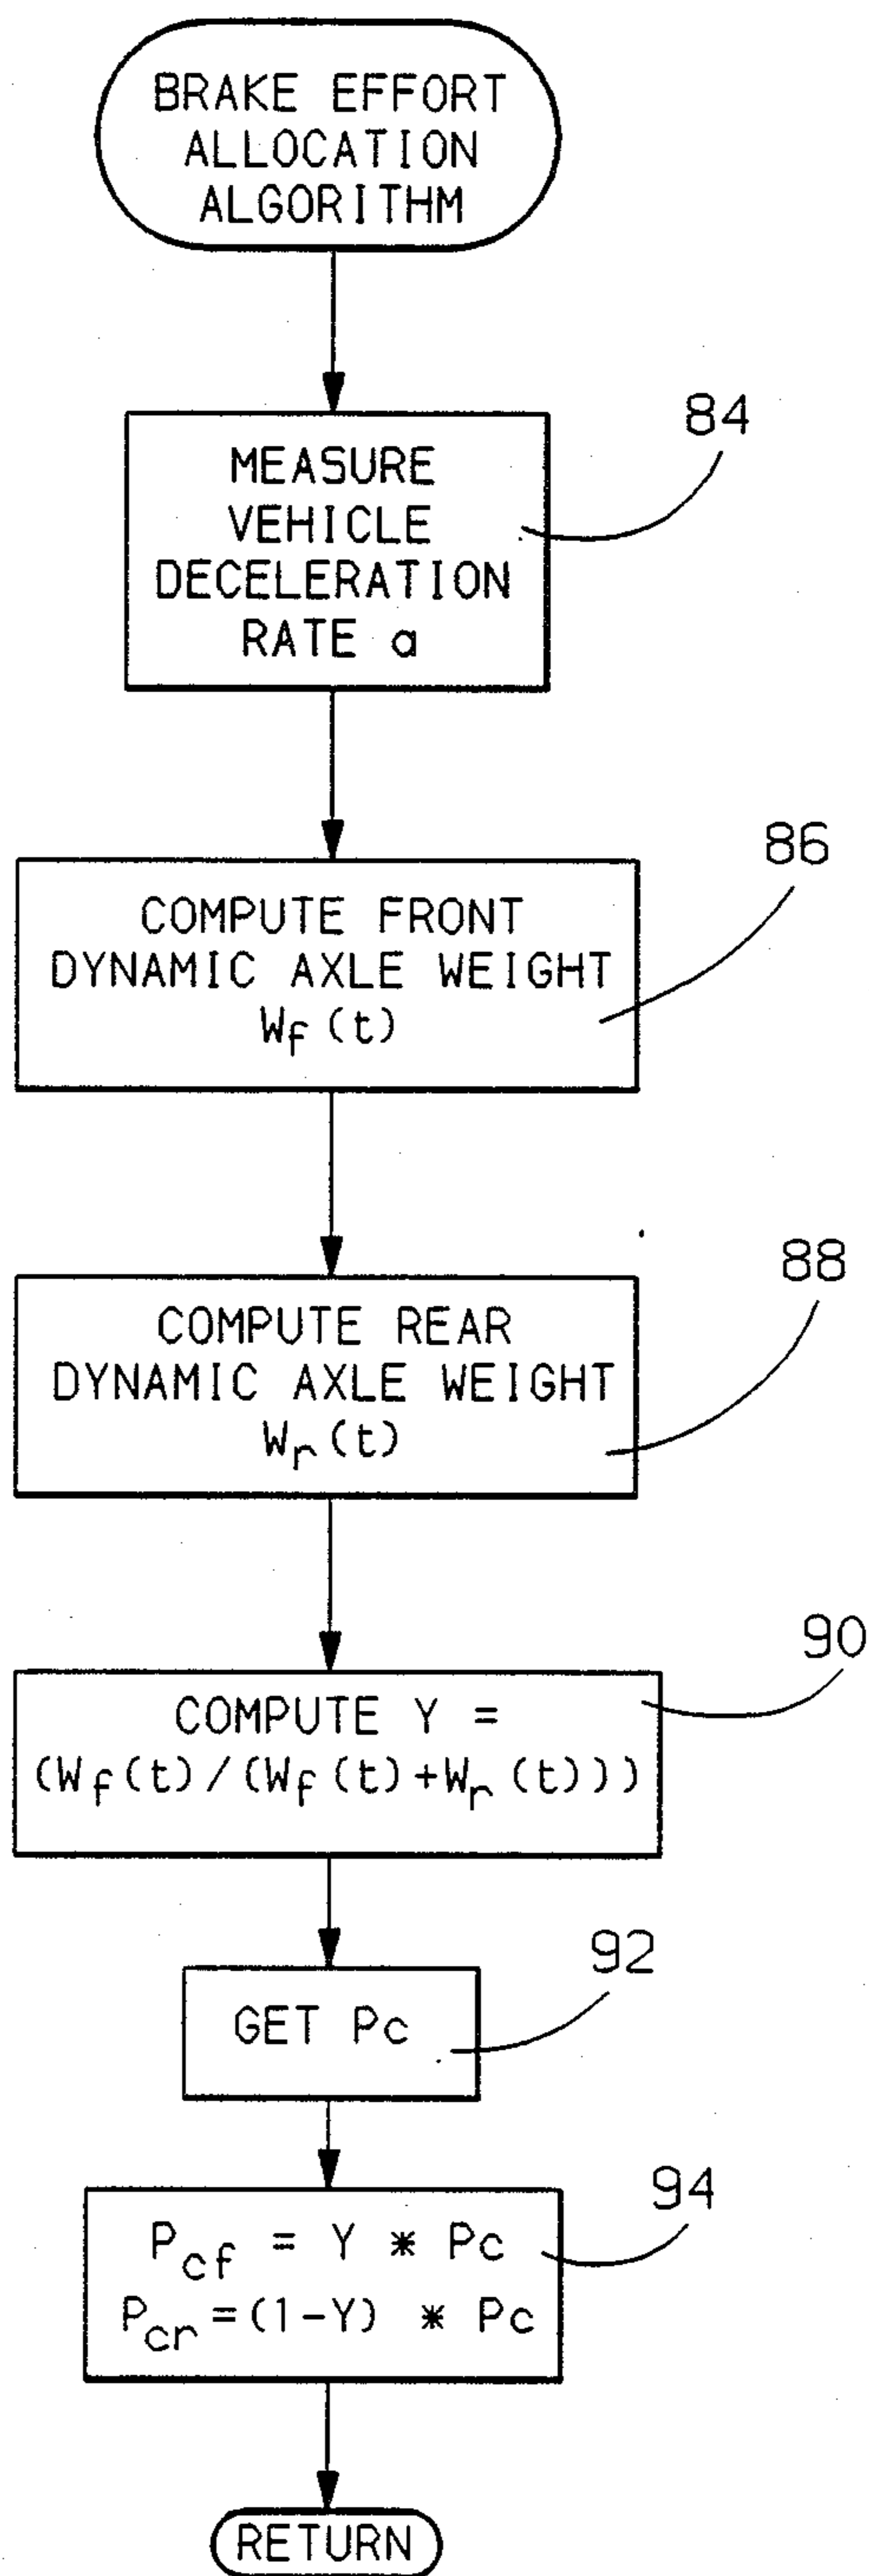 BRAKE EFFORT
ALLOCATION
ALGORITHM
84
MEASURE
VEHICLE
DECELERATION
RATE a
86
COMPUTE FRONT
DYNAMIC AXLE WEIGHT
Wf (t)
88
COMPUTE REAR
DYNAMIC AXLE WEIGHT
Wr (t)
90
COMPUTE Y =
(Wf(t)/(Wf(t)+Wr(t)))
92
GET Pc
94
Pcf = Y * Pc
Pcr=(1-Y) * Pc
RETURN